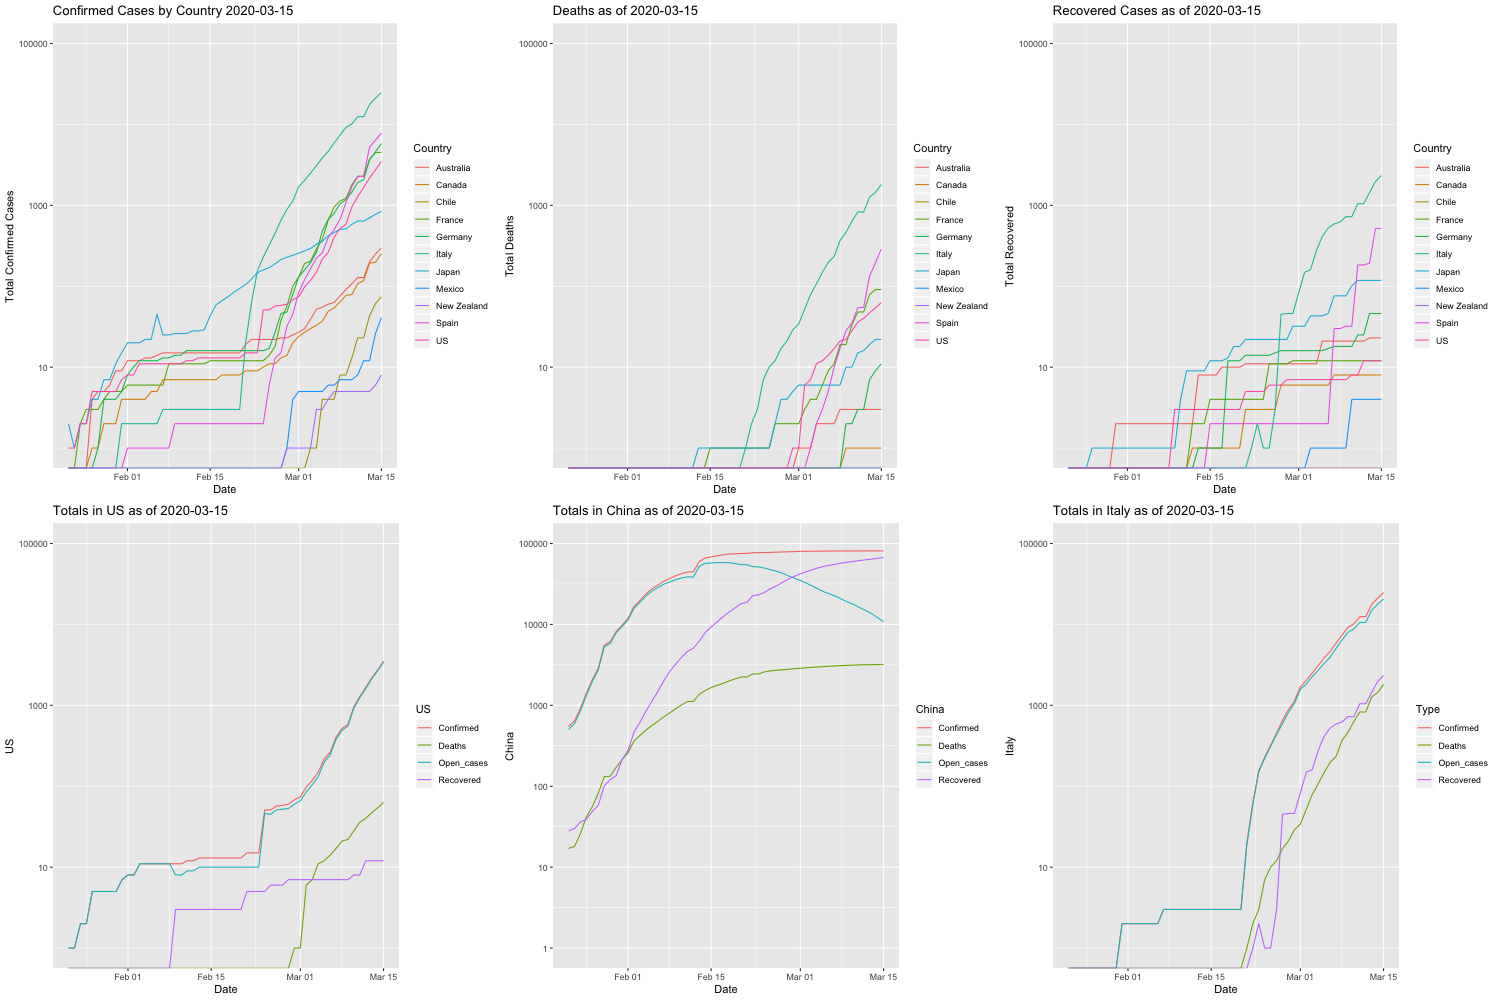 Confirmed Cases by Country 2020-03-15
Total Confirmed Cases
100000
1000
10
Feb 01
Feb 15
Mar 01
Mar 15
Date
Country
Australia
Canada
Chile
France
Germany
Italy
Japan
Mexico
New Zealand
Spain
US
Deaths as of 2020-03-15
Total Deaths
100000
1000
10
Feb 01
Feb 15
Mar 01
Mar 15
Date
Country
Australia
Canada
Chile
France
Germany
Italy
Japan
Mexico
New Zealand
Spain
US
Recovered Cases as of 2020-03-15
Total Recovered
100000
1000
10
Feb 01
Feb 15
Mar 01
Mar 15
Date
Country
Australia
Canada
Chile
France
Germany
Italy
Japan
Mexico
New Zealand
Spain
US
Totals in US as of 2020-03-15
US
100000
1000
10
Feb 01
Feb 15
Mar 01
Mar 15
Date
US
Confirmed
Deaths
Open_cases
Recovered
Totals in China as of 2020-03-15
China
100000
10000
1000
100
10
1
Feb 01
Feb 15
Mar 01
Mar 15
Date
China
Confirmed
Deaths
Open_cases
Recovered
Totals in Italy as of 2020-03-15
Italy
100000
1000
10
Feb 01
Feb 15
Mar 01
Mar 15
Date
Type
Confirmed
Deaths
Open_cases
Recovered